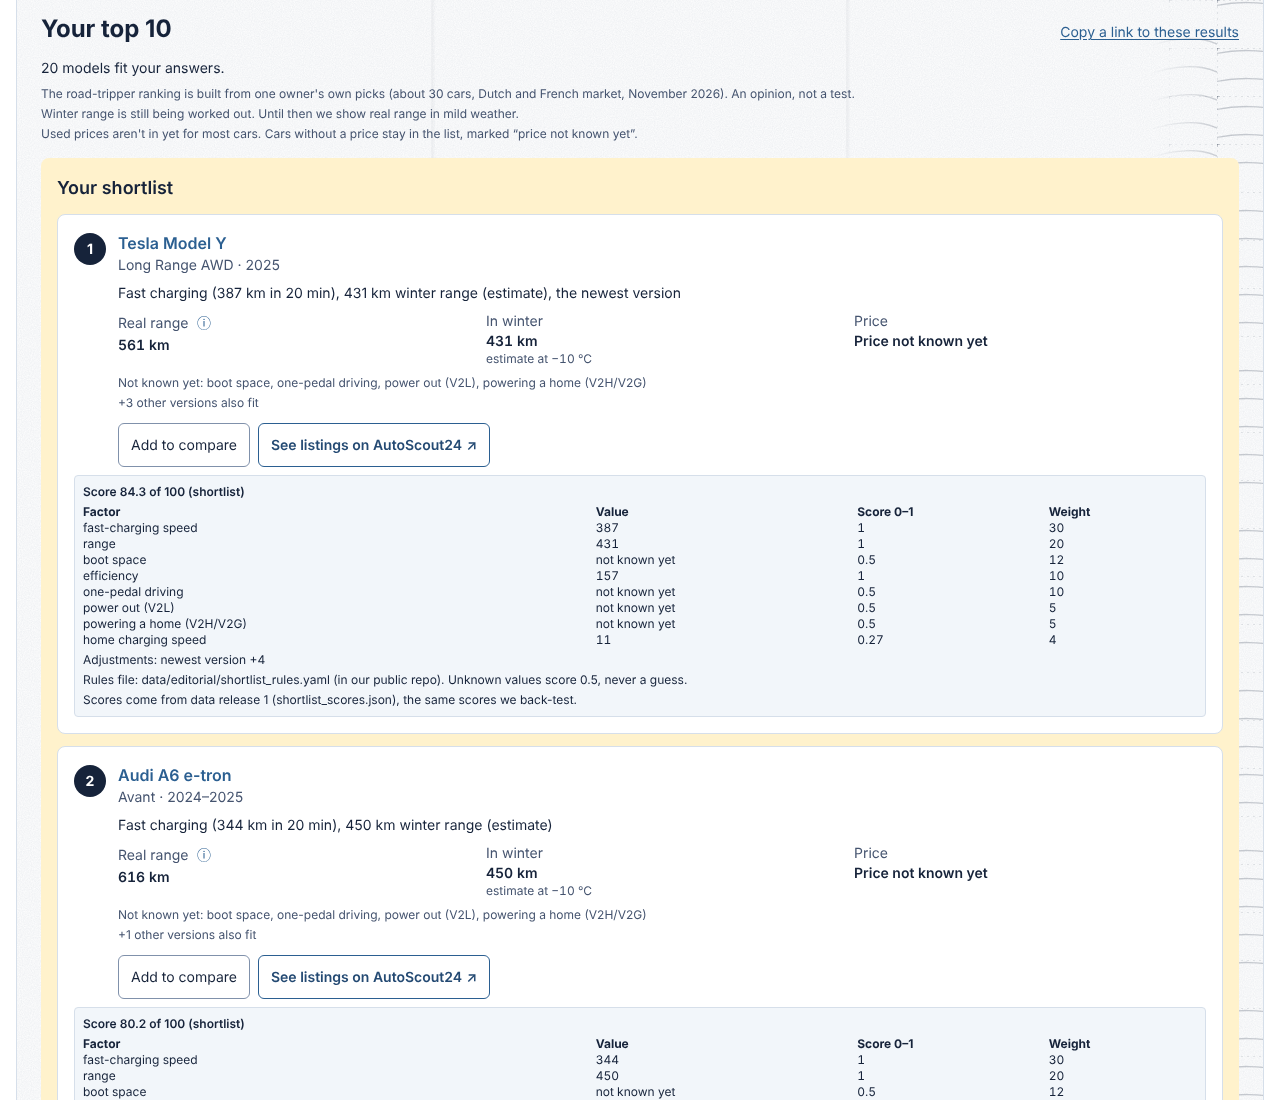 Your top 10
Copy a link to these results
20 models fit your answers.
The road-tripper ranking is built from one owner's own picks (about 30 cars, Dutch and French market, November 2026). An opinion, not a test.
Winter range is still being worked out. Until then we show real range in mild weather.
Used prices aren't in yet for most cars. Cars without a price stay in the list, marked “price not known yet”.
Your shortlist
1
Tesla Model Y
Long Range AWD · 2025
Fast charging (387 km in 20 min), 431 km winter range (estimate), the newest version
Real range ⓘ
561 km
In winter
431 km
estimate at −10 °C
Price
Price not known yet
Not known yet: boot space, one-pedal driving, power out (V2L), powering a home (V2H/V2G)
+3 other versions also fit
Add to compare
See listings on AutoScout24 ↗
Score 84.3 of 100 (shortlist)
Factor Value Score 0–1 Weight
fast-charging speed 387 1 30
range 431 1 20
boot space not known yet 0.5 12
efficiency 157 1 10
one-pedal driving not known yet 0.5 10
power out (V2L) not known yet 0.5 5
powering a home (V2H/V2G) not known yet 0.5 5
home charging speed 11 0.27 4
Adjustments: newest version +4
Rules file: data/editorial/shortlist_rules.yaml (in our public repo). Unknown values score 0.5, never a guess.
Scores come from data release 1 (shortlist_scores.json), the same scores we back-test.
2
Audi A6 e-tron
Avant · 2024–2025
Fast charging (344 km in 20 min), 450 km winter range (estimate)
Real range ⓘ
616 km
In winter
450 km
estimate at −10 °C
Price
Price not known yet
Not known yet: boot space, one-pedal driving, power out (V2L), powering a home (V2H/V2G)
+1 other versions also fit
Add to compare
See listings on AutoScout24 ↗
Score 80.2 of 100 (shortlist)
Factor Value Score 0–1 Weight
fast-charging speed 344 1 30
range 450 1 20
boot space not known yet 0.5 12